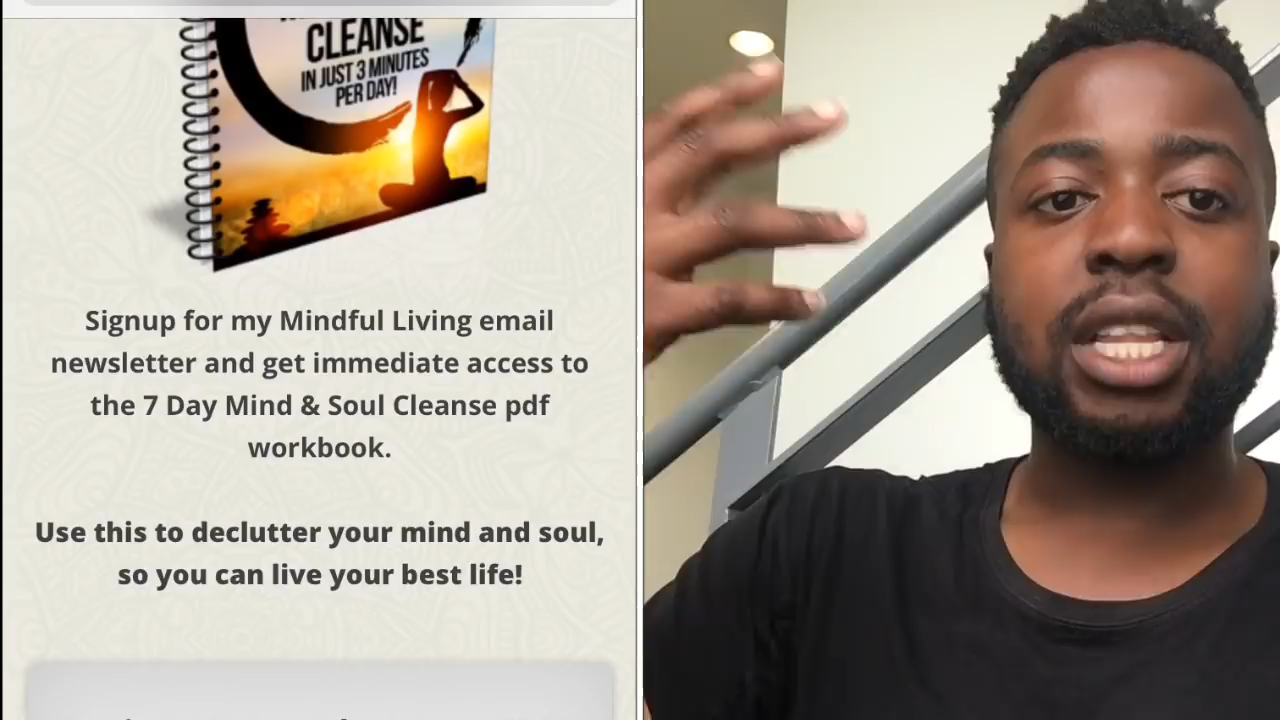 CLEANSE
IN JUST 3 MINUTES
PER DAY!
Signup for my Mindful Living email
newsletter and get immediate access to
the 7 Day Mind & Soul Cleanse pdf
workbook.
Use this to declutter your mind and soul,
so you can live your best life!